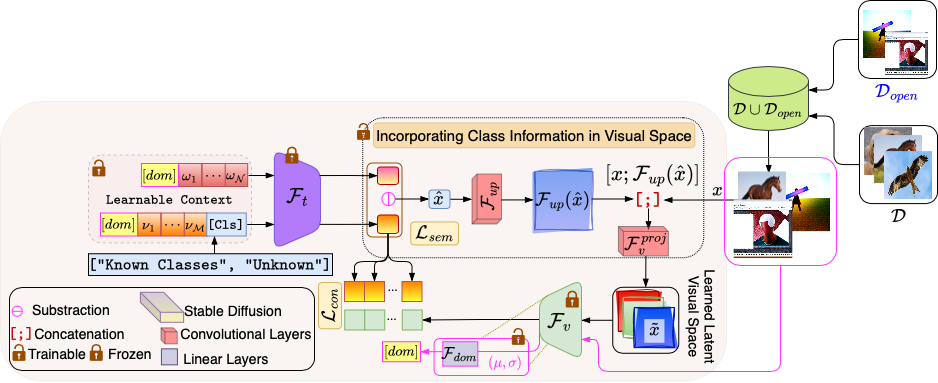 𝒟_open
𝒟 ∪ 𝒟_open
𝒟
Incorporating Class Information in Visual Space
[dom] ω₁ ⋯ ω_𝒩
Learnable Context
[dom] ν₁ ⋯ ν_ℳ [Cls]
["Known Classes", "Unknown"]
ℱ_t
x̂
ℱ_up
ℱ_up(x̂)
[x; ℱ_up(x̂)]
[;]
x
ℒ_sem
ℱ_v^proj
Learned Latent
Visual Space
x̃
ℒ_con
...
...
ℱ_v
[dom]
ℱ_dom
(μ, σ)
Substraction
Stable Diffusion
[;] Concatenation
Convolutional Layers
Trainable
Frozen
Linear Layers